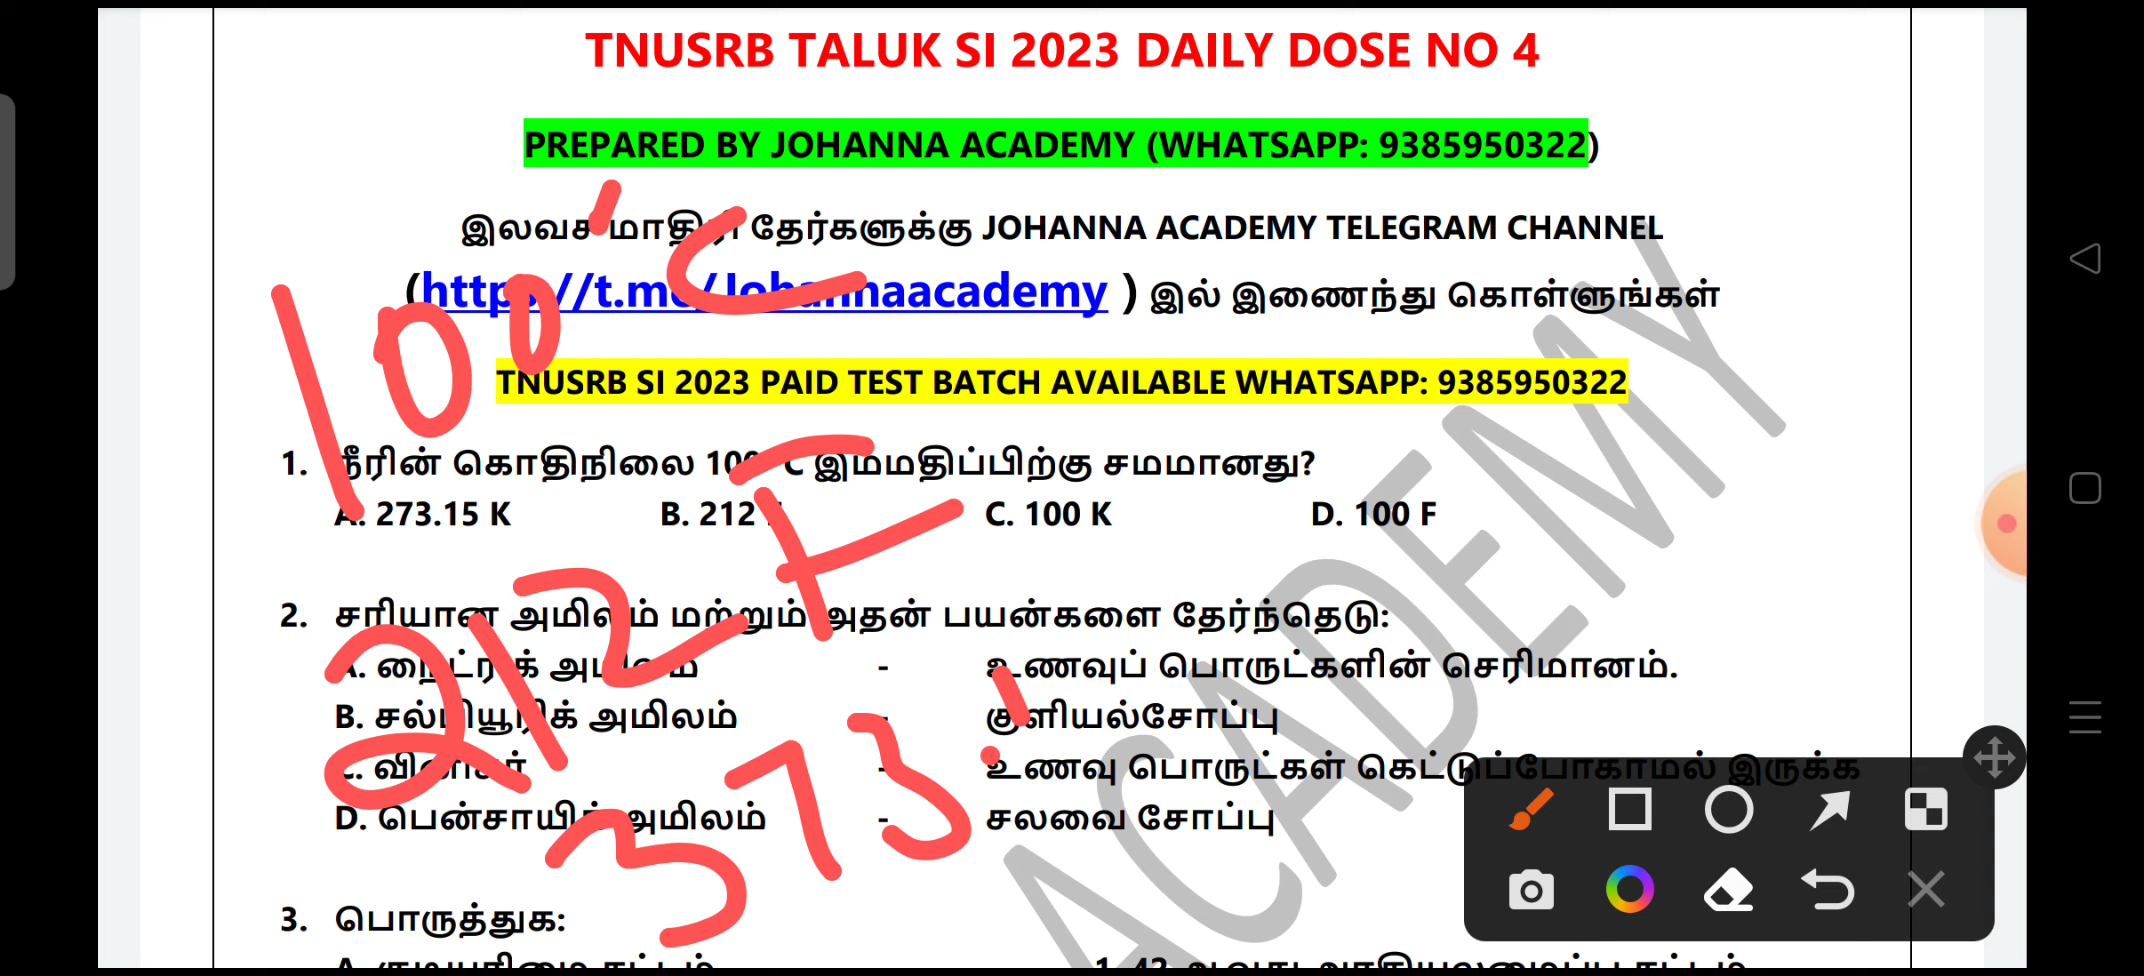 TNUSRB TALUK SI 2023 DAILY DOSE NO 4
PREPARED BY JOHANNA ACADEMY (WHATSAPP: 9385950322)
இலவச மாதிரி தேர்களுக்கு JOHANNA ACADEMY TELEGRAM CHANNEL
(https://t.me/Johannaacademy ) இல் இணைந்து கொள்ளுங்கள்
TNUSRB SI 2023 PAID TEST BATCH AVAILABLE WHATSAPP: 9385950322
1. நீரின் கொதிநிலை 100 °C இம்மதிப்பிற்கு சமமானது?
A. 273.15 K B. 212 F C. 100 K D. 100 F
2. சரியான அமிலம் மற்றும் அதன் பயன்களை தேர்ந்தெடு:
A. நைட்ரிக் அமிலம் - உணவுப் பொருட்களின் செரிமானம்.
B. சல்பியூரிக் அமிலம் - குளியல்சோப்பு
C. வினிகர் - உணவு பொருட்கள் கெட்டுப்போகாமல் இருக்க
D. பென்சாயிக் அமிலம் - சலவை சோப்பு
3. பொருத்துக:
100 ' C
212 F
373 '
ACADEMY